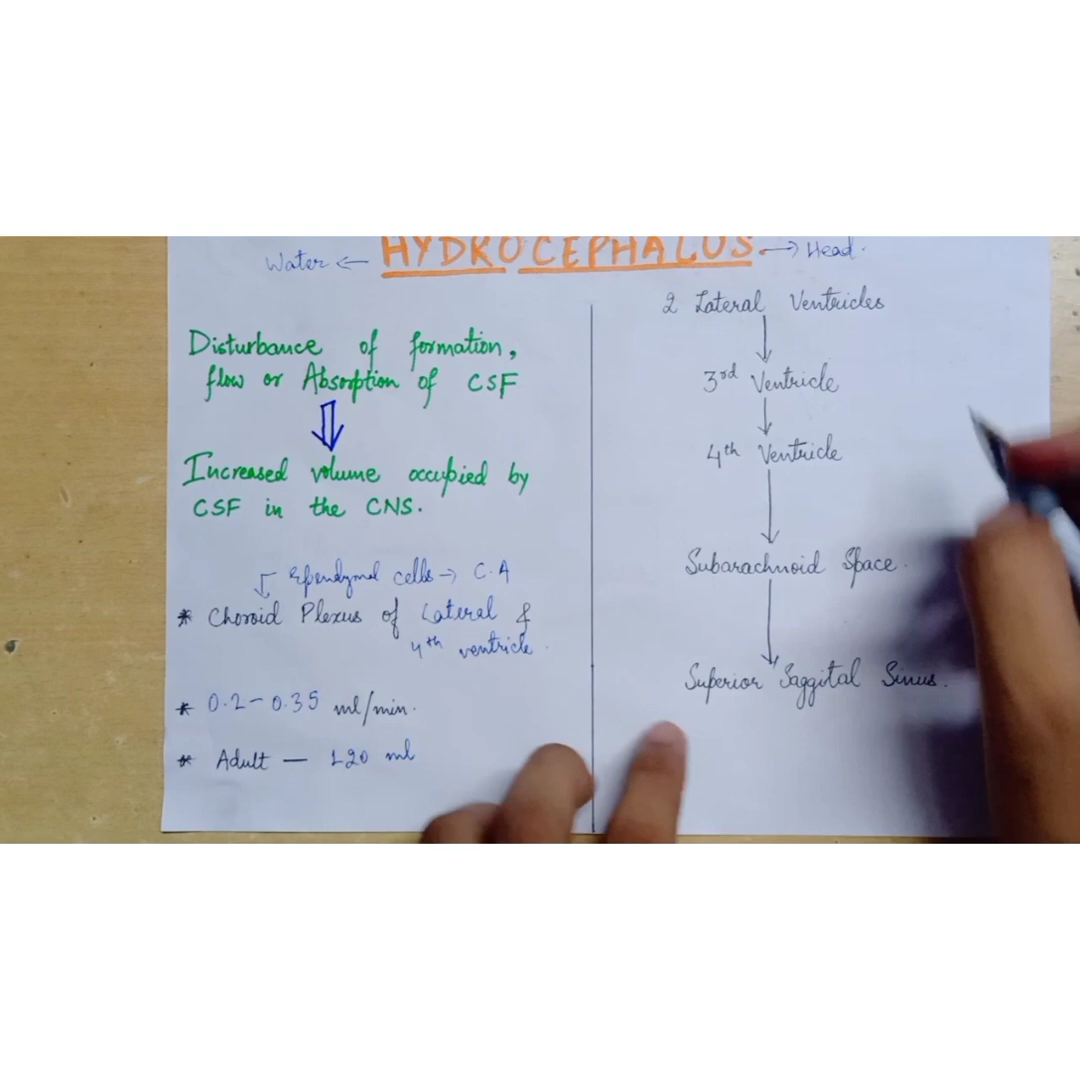 Water ← HYDROCEPHALUS → Head.
Disturbance of formation,
flow or Absorption of CSF
Increased volume occupied by
CSF in the CNS.
Ependymal cells → C.A
* Choroid Plexus of Lateral &
4th ventricle.
* 0.2-0.35 ml/min.
* Adult — 120 ml
2 Lateral Ventricles
3rd Ventricle
4th Ventricle
Subarachnoid Space.
Superior Saggital Sinus.